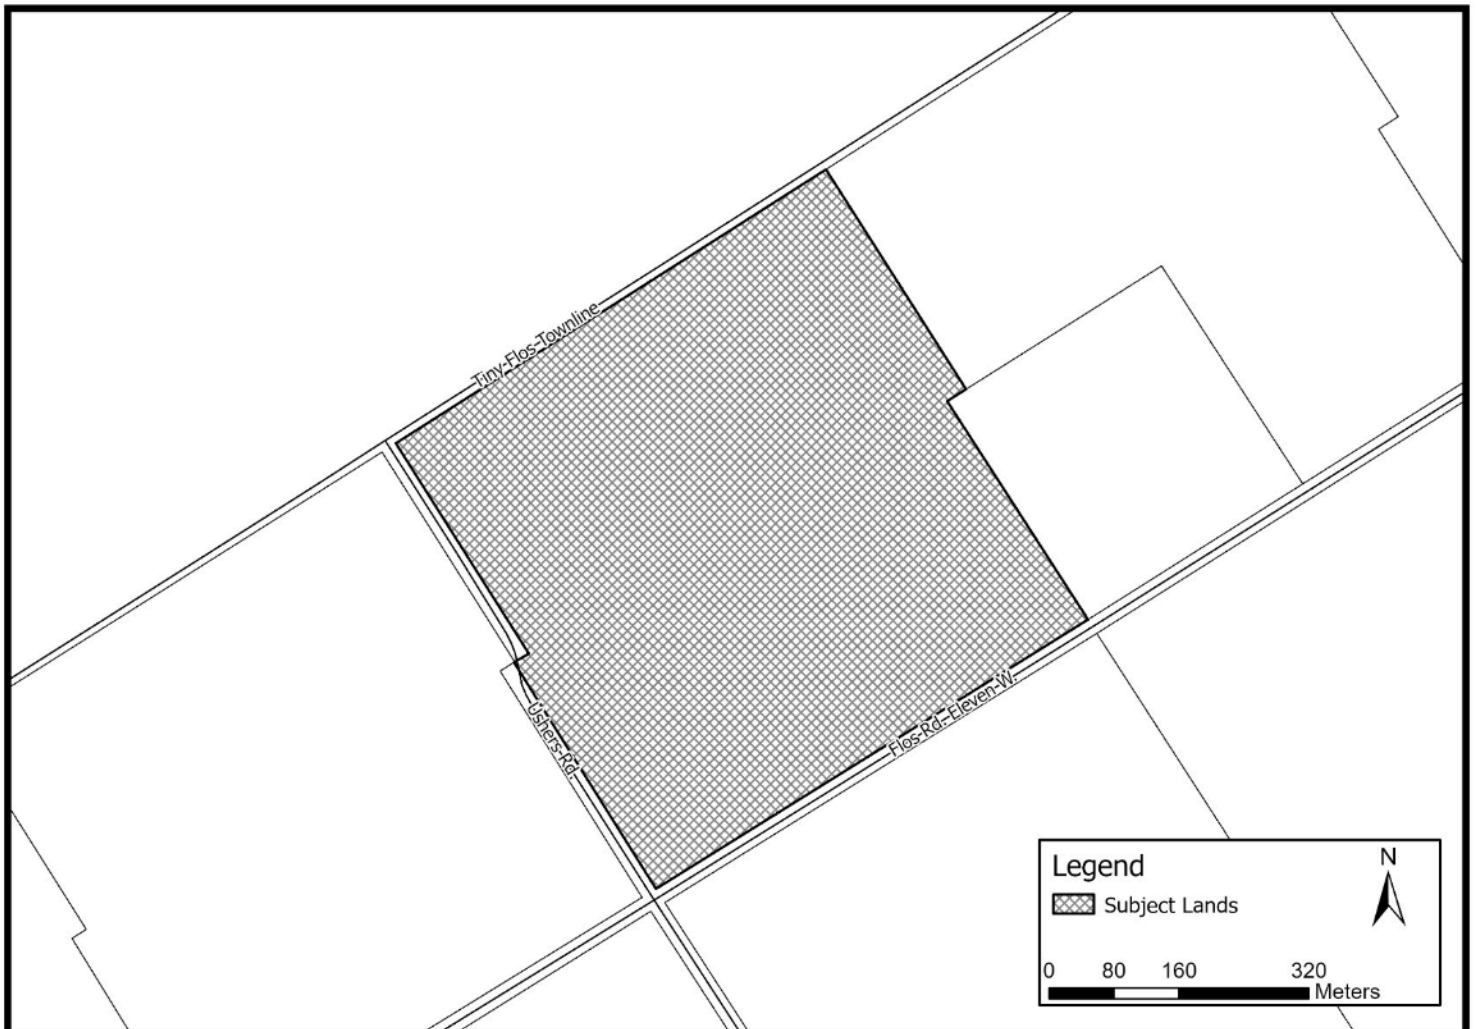 Tiny-Flos-Townline
Ushers-Rd.
Flos-Rd.-Eleven-W.
Legend
N
Subject Lands
0 80 160 320
Meters